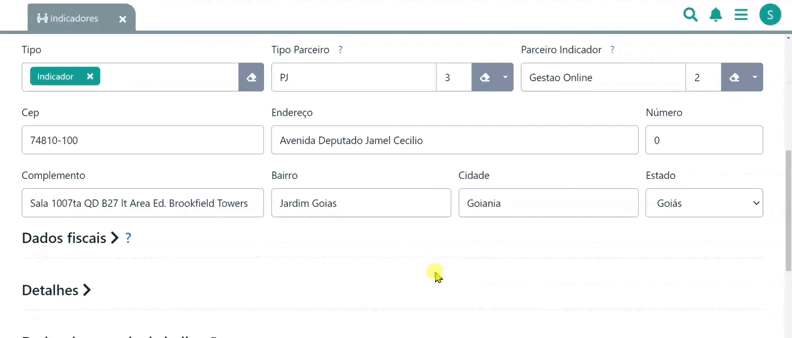 Indicadores ×
S
Tipo
Tipo Parceiro ?
Parceiro Indicador ?
Indicador ×
PJ
3
Gestao Online
2
Cep
Endereço
Número
74810-100
Avenida Deputado Jamel Cecilio
0
Complemento
Bairro
Cidade
Estado
Sala 1007ta QD B27 lt Area Ed. Brookfield Towers
Jardim Goias
Goiania
Goiás
Dados fiscais ?
Detalhes